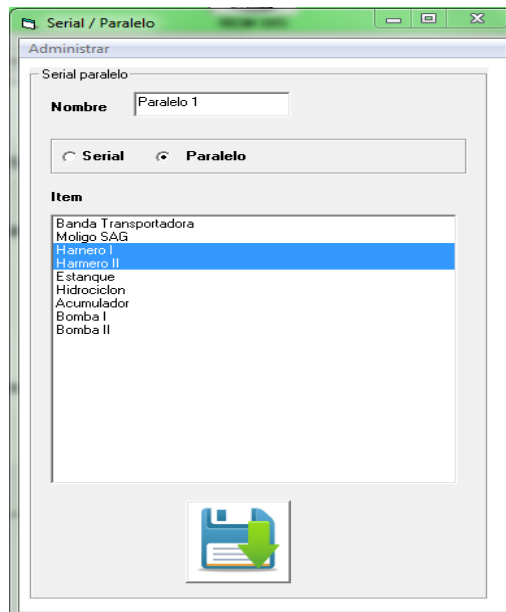 Serial / Paralelo
Administrar
Serial paralelo
Nombre Paralelo 1
Serial Paralelo
Item
Banda Transportadora
Moligo SAG
Harnero I
Harmero II
Estanque
Hidrociclon
Acumulador
Bomba I
Bomba II